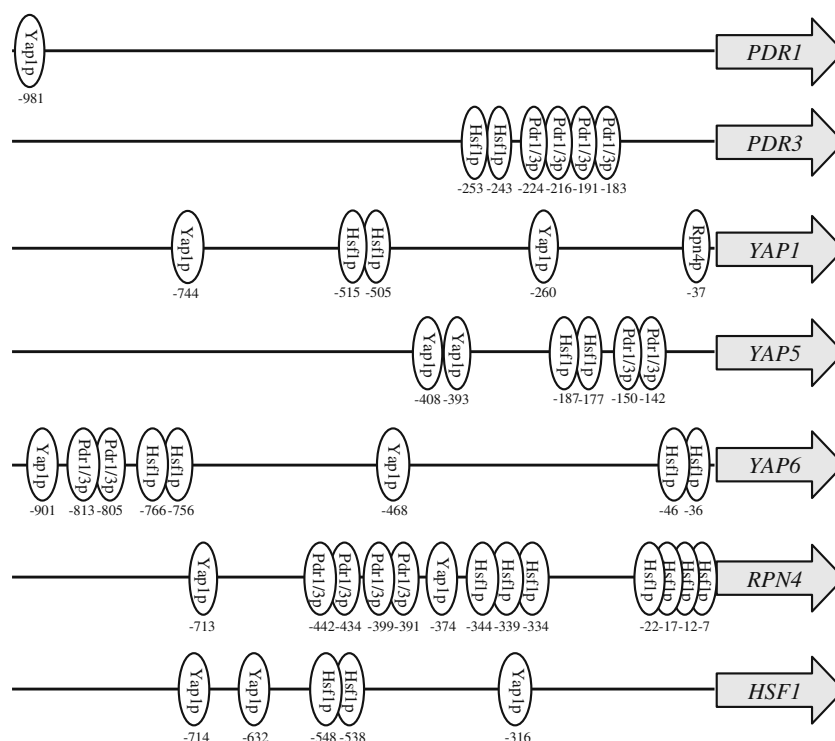 Yap1p PDR1
-981
Hsf1p Hsf1p Pdr1/3p Pdr1/3p Pdr1/3p Pdr1/3p PDR3
-253 -243 -224 -216 -191 -183
Yap1p Hsf1p Hsf1p Yap1p Rpn4p YAP1
-744 -515 -505 -260 -37
Yap1p Yap1p Hsf1p Hsf1p Pdr1/3p Pdr1/3p YAP5
-408 -393 -187 -177 -150 -142
Yap1p Pdr1/3p Pdr1/3p Hsf1p Hsf1p Yap1p Hsf1p Hsf1p YAP6
-901 -813 -805 -766 -756 -468 -46 -36
Yap1p Pdr1/3p Pdr1/3p Pdr1/3p Pdr1/3p Yap1p Hsf1p Hsf1p Hsf1p Hsf1p Hsf1p Hsf1p Hsf1p RPN4
-713 -442 -434 -399 -391 -374 -344 -339 -334 -22 -17 -12 -7
Yap1p Yap1p Hsf1p Hsf1p Yap1p HSF1
-714 -632 -548 -538 -316